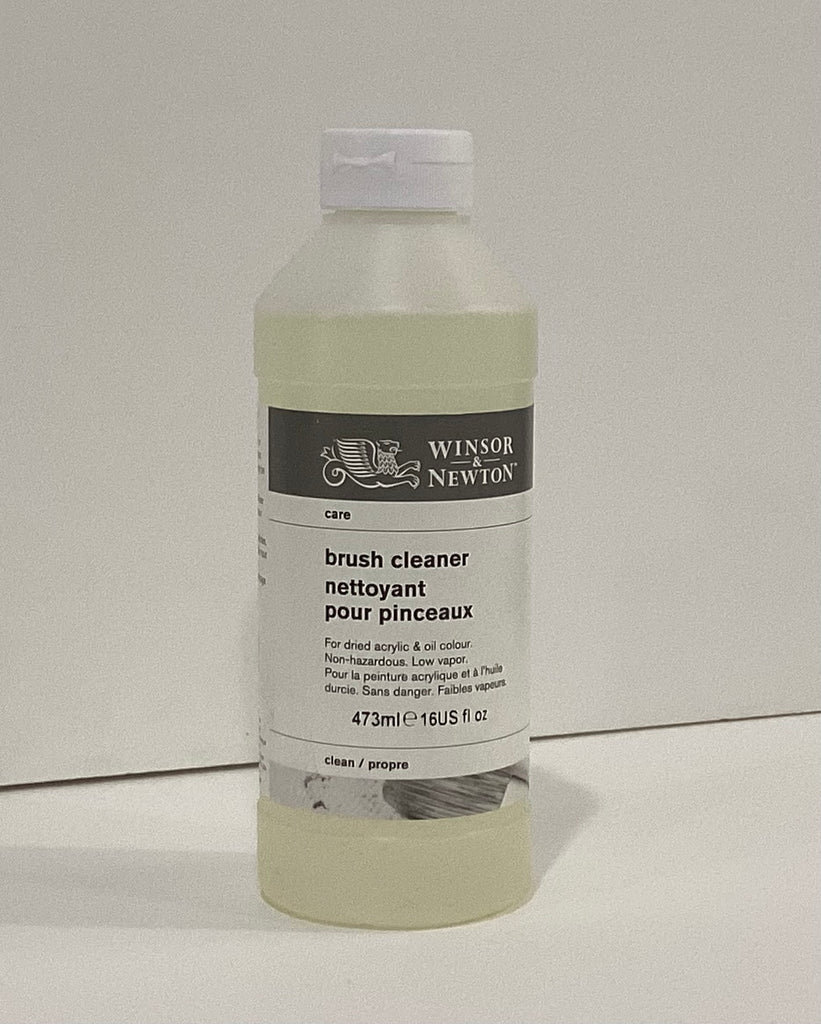 WINSOR
&
NEWTON
care
brush cleaner
nettoyant
pour pinceaux
For dried acrylic & oil colour.
Non-hazardous. Low vapor.
Pour la peinture acrylique et à l'huile
durcie. Sans danger. Faibles vapeurs.
473ml ℮ 16US fl oz
clean / propre